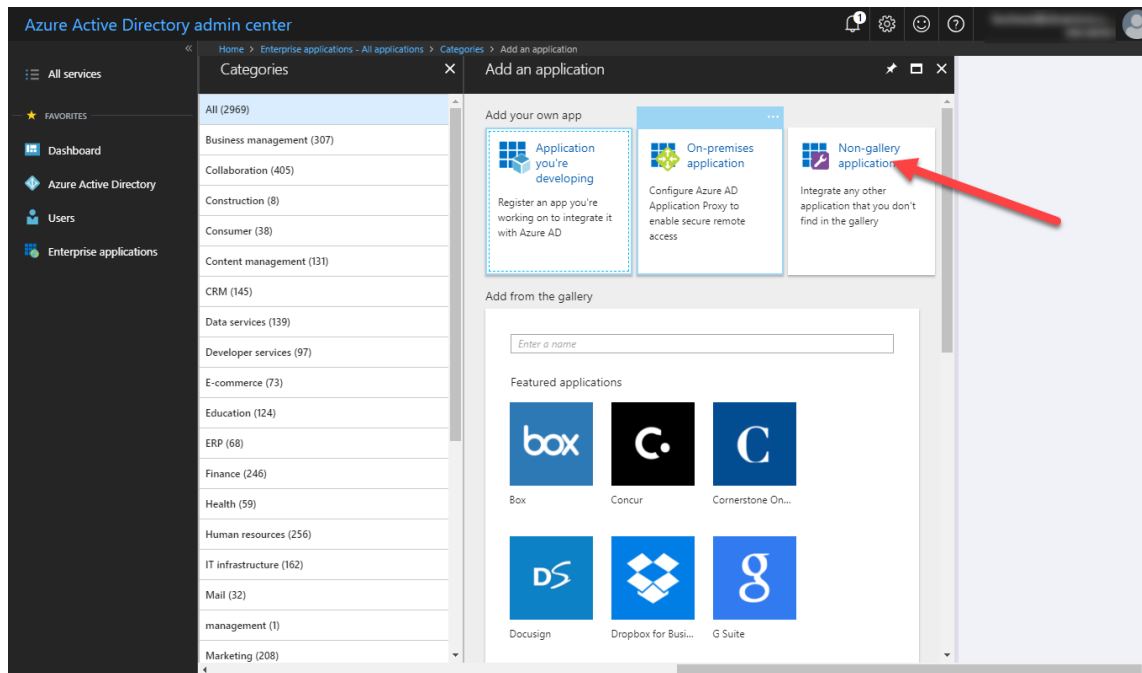 Azure Active Directory admin center
1
Home > Enterprise applications - All applications > Categories > Add an application
All services
FAVORITES
Dashboard
Azure Active Directory
Users
Enterprise applications
Categories
All (2969)
Business management (307)
Collaboration (405)
Construction (8)
Consumer (38)
Content management (131)
CRM (145)
Data services (139)
Developer services (97)
E-commerce (73)
Education (124)
ERP (68)
Finance (246)
Health (59)
Human resources (256)
IT infrastructure (162)
Mail (32)
management (1)
Marketing (208)
Add an application
Add your own app
Application
you're
developing
Register an app you're
working on to integrate it
with Azure AD
On-premises
application
Configure Azure AD
Application Proxy to
enable secure remote
access
Non-gallery
application
Integrate any other
application that you don't
find in the gallery
Add from the gallery
Enter a name
Featured applications
box
C.
C
Box
Concur
Cornerstone On...
DS
g
Docusign
Dropbox for Busi...
G Suite